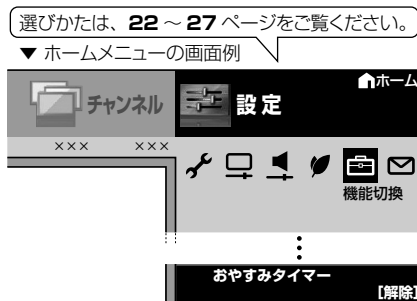 選びかたは、22～27ページをご覧ください。
▼ ホームメニューの画面例
ホーム
チャンネル
設定
××× ×××
機能切換
おやすみタイマー
[解除]